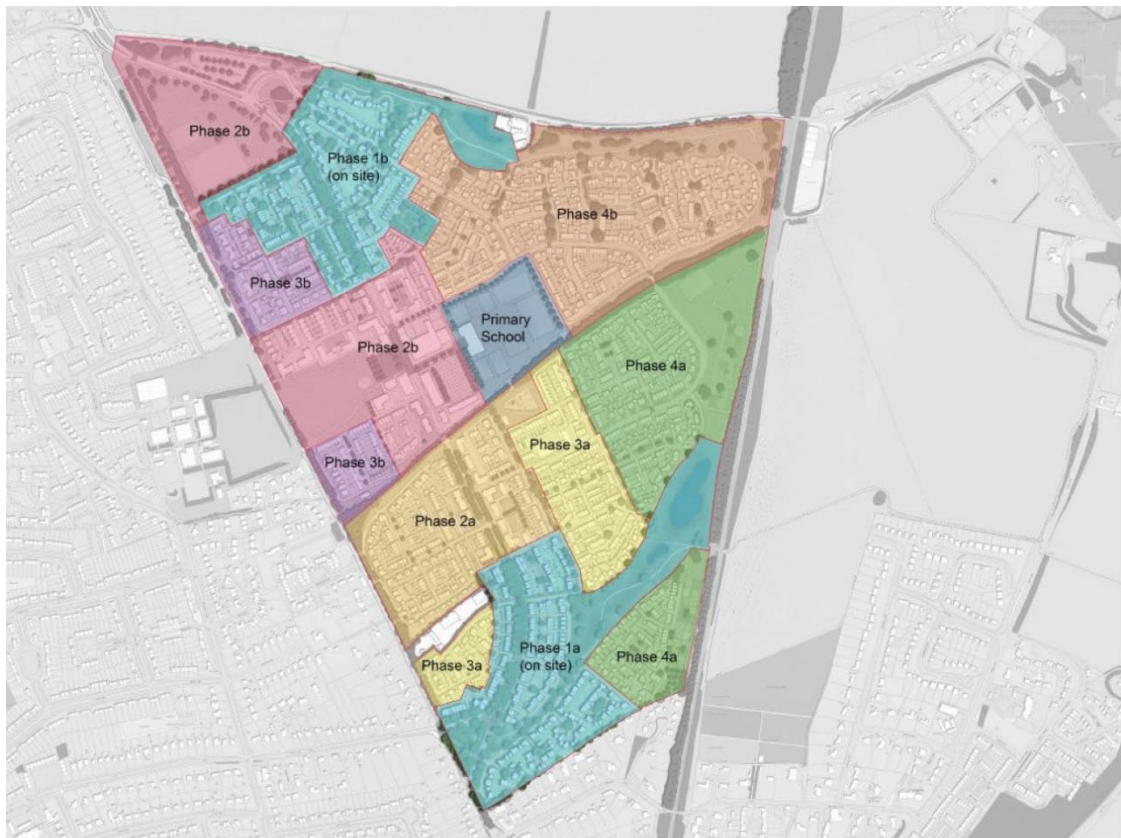 Phase 2b
Phase 1b
(on site)
Phase 4b
Phase 3b
Primary
School
Phase 2b
Phase 4a
Phase 3a
Phase 3b
Phase 2a
Phase 1a
(on site)
Phase 4a
Phase 3a